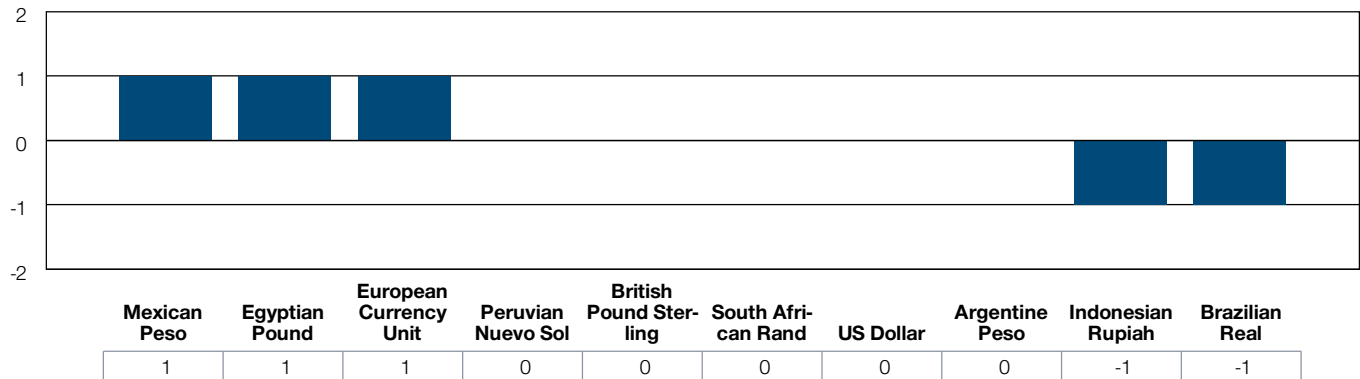 2
1
0
-1
-2
Mexican
Peso
Egyptian
Pound
European
Currency
Unit
Peruvian
Nuevo Sol
British
Pound Ster-
ling
South Afri-
can Rand
US Dollar
Argentine
Peso
Indonesian
Rupiah
Brazilian
Real
1 1 1 0 0 0 0 0 -1 -1